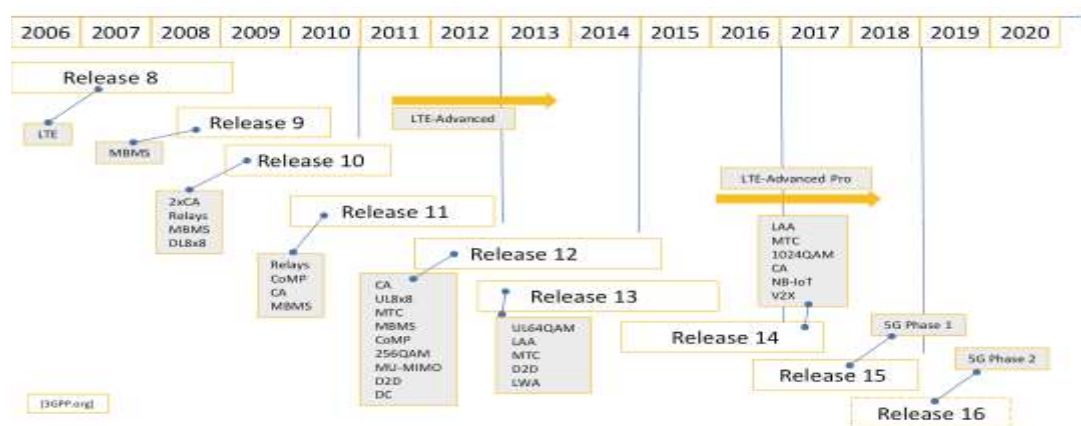 2006 2007 2008 2009 2010 2011 2012 2013 2014 2015 2016 2017 2018 2019 2020
Release 8
LTE
Release 9
MBMS
LTE-Advanced
Release 10
2xCA
Relays
MBMS
DL8x8
LTE-Advanced Pro
Release 11
Relays
CoMP
CA
MBMS
LAA
MTC
1024QAM
CA
NB-IoT
V2X
Release 12
CA
UL8x8
MTC
MBMS
CoMP
256QAM
MU-MIMO
D2D
DC
Release 13
UL64QAM
LAA
MTC
D2D
LWA
Release 14
5G Phase 1
Release 15
5G Phase 2
Release 16
[3GPP.org]